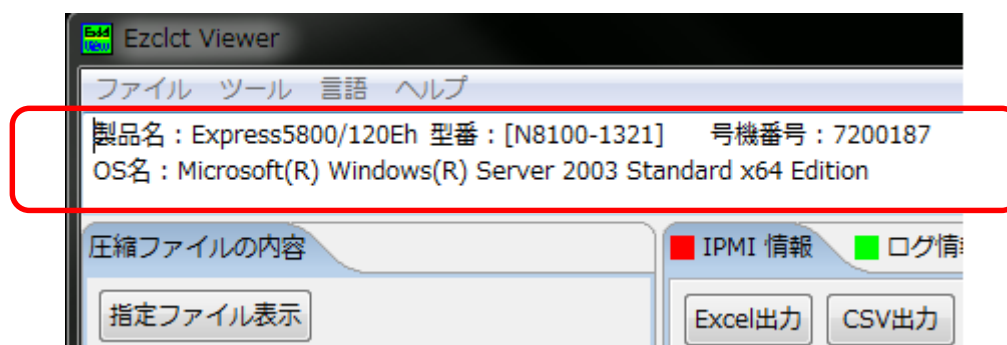 Ezclct Viewer
ファイル ツール 言語 ヘルプ
製品名：Express5800/120Eh 型番：[N8100-1321] 号機番号：7200187
OS名：Microsoft(R) Windows(R) Server 2003 Standard x64 Edition
圧縮ファイルの内容
IPMI 情報 ログ情
指定ファイル表示
Excel出力 CSV出力